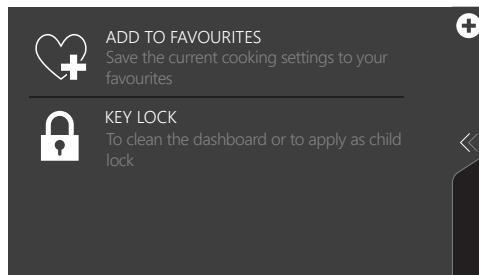 ADD TO FAVOURITES
Save the current cooking settings to your
favourites
KEY LOCK
To clean the dashboard or to apply as child
lock